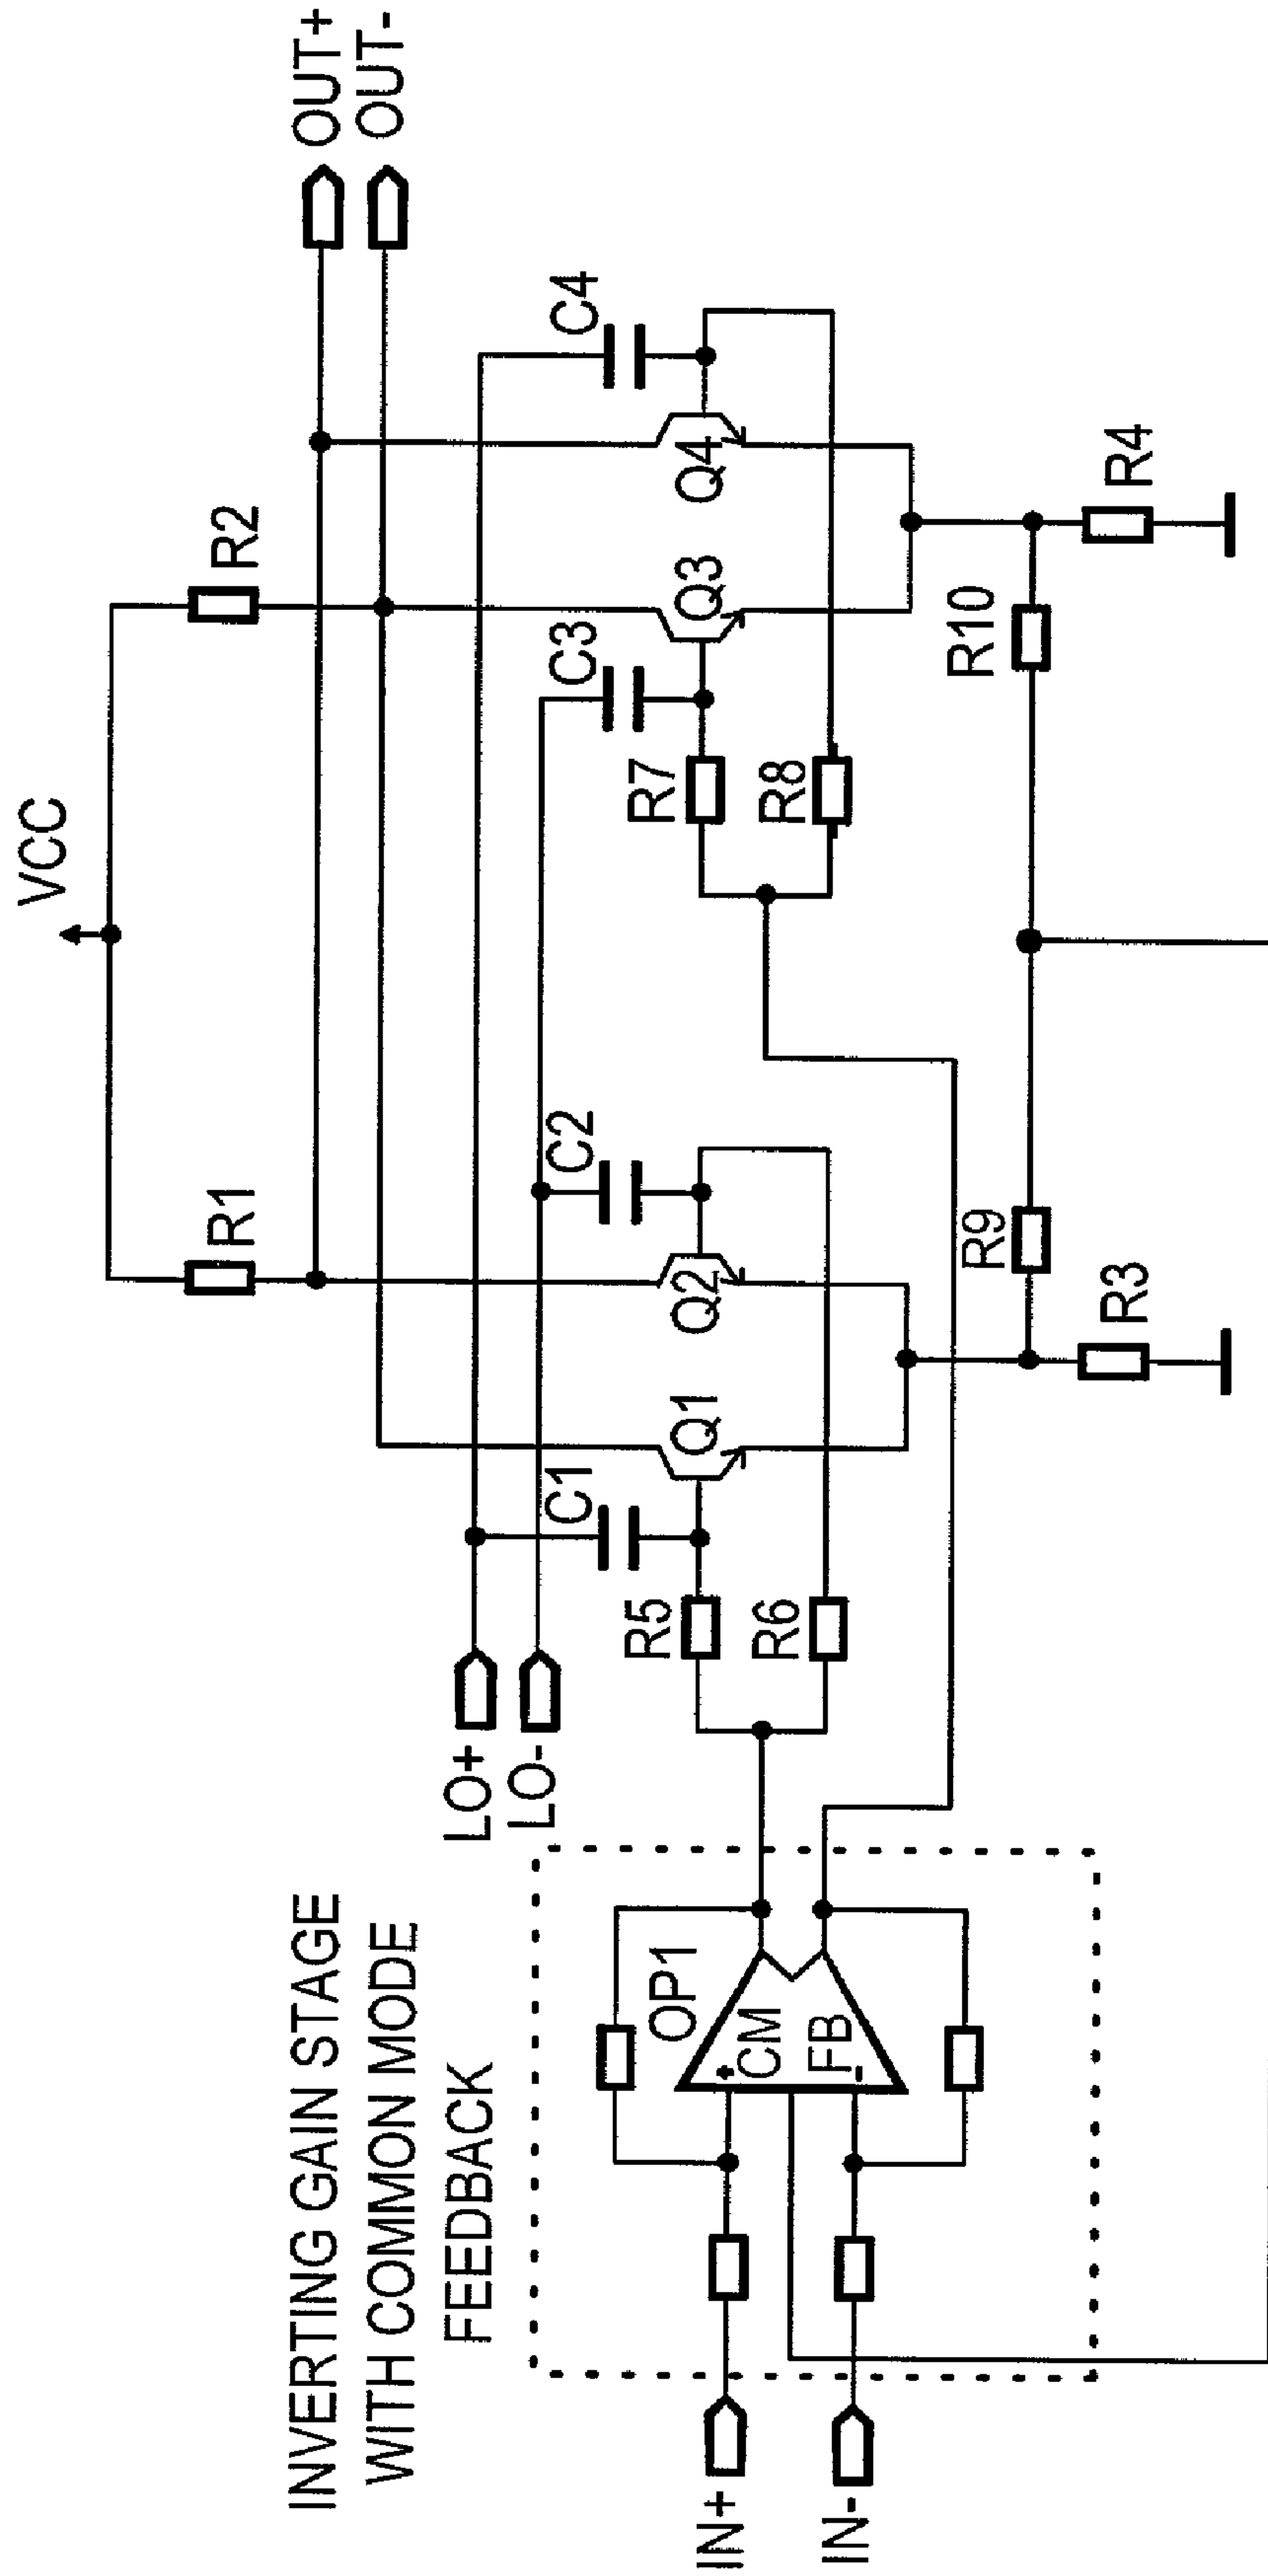 VCC
R1
R2
OUT+
OUT-
LO+
LO-
C1
C2
C3
C4
INVERTING GAIN STAGE
WITH COMMON MODE
FEEDBACK
Q1
Q2
Q3
Q4
R5
R6
R7
R8
OP1
+
CM
FB
-
IN+
IN-
R9
R10
R3
R4